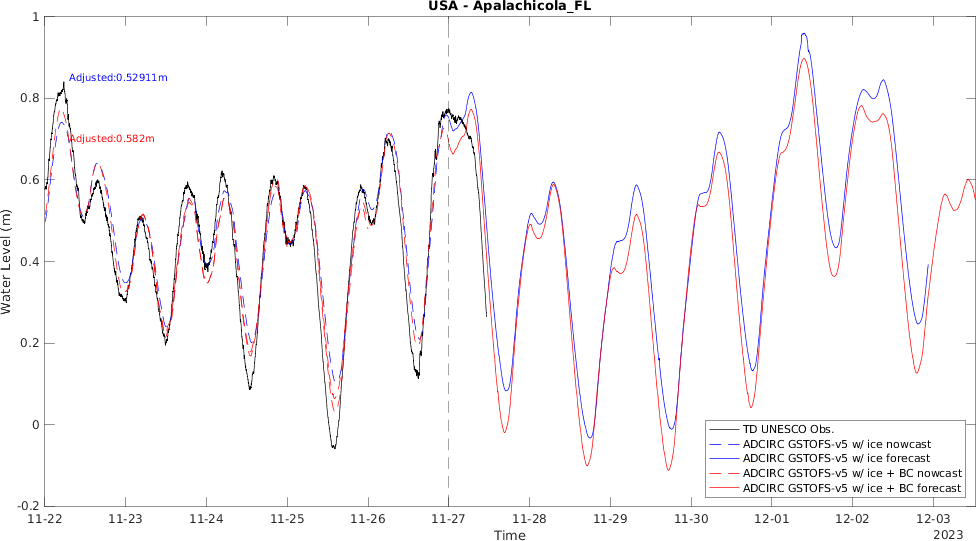 USA - Apalachicola_FL
1
0.8
0.6
0.4
0.2
0
-0.2
Water Level (m)
Adjusted:0.52911m
Adjusted:0.582m
TD UNESCO Obs.
ADCIRC GSTOFS-v5 w/ ice nowcast
ADCIRC GSTOFS-v5 w/ ice forecast
ADCIRC GSTOFS-v5 w/ ice + BC nowcast
ADCIRC GSTOFS-v5 w/ ice + BC forecast
11-22 11-23 11-24 11-25 11-26 11-27 11-28 11-29 11-30 12-01 12-02 12-03
Time
2023